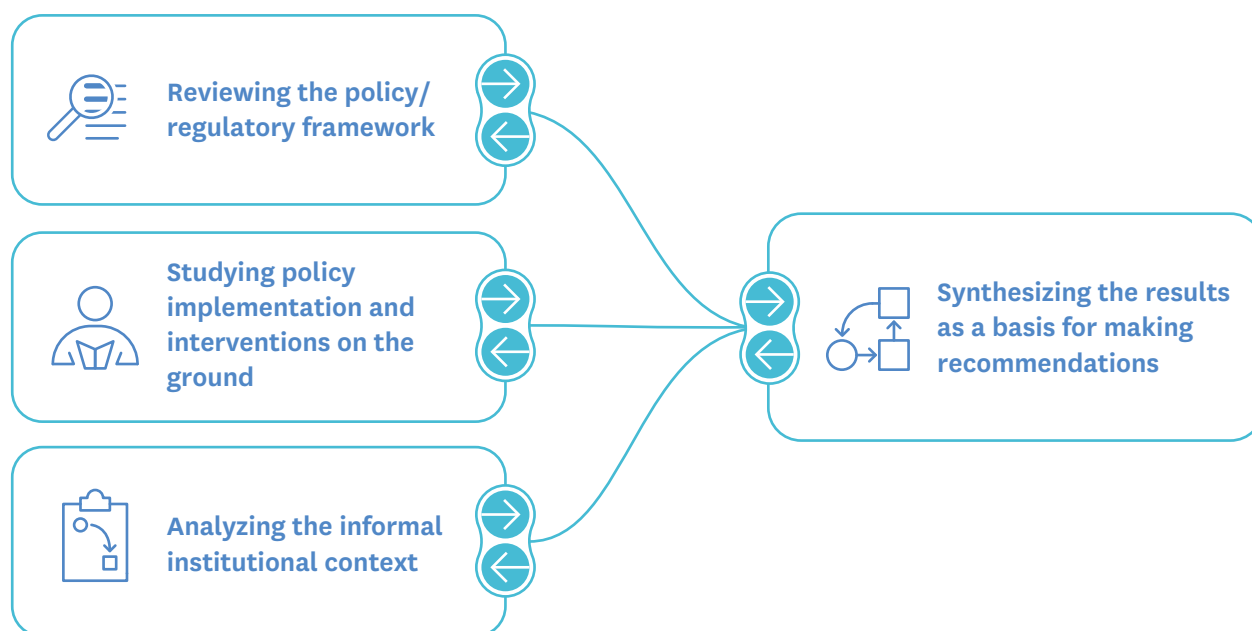 Reviewing the policy/
regulatory framework
Studying policy
implementation and
interventions on the
ground
Analyzing the informal
institutional context
Synthesizing the results
as a basis for making
recommendations